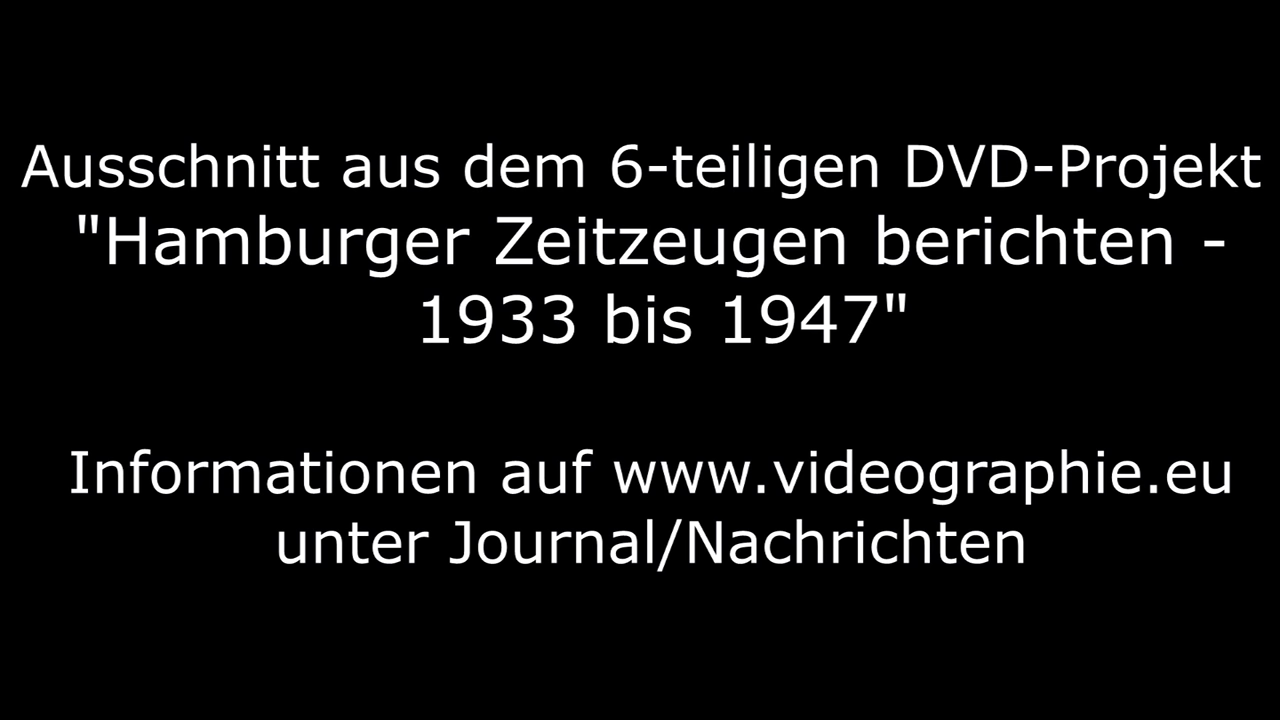 Ausschnitt aus dem 6-teiligen DVD-Projekt
"Hamburger Zeitzeugen berichten -
1933 bis 1947"
Informationen auf www.videographie.eu
unter Journal/Nachrichten